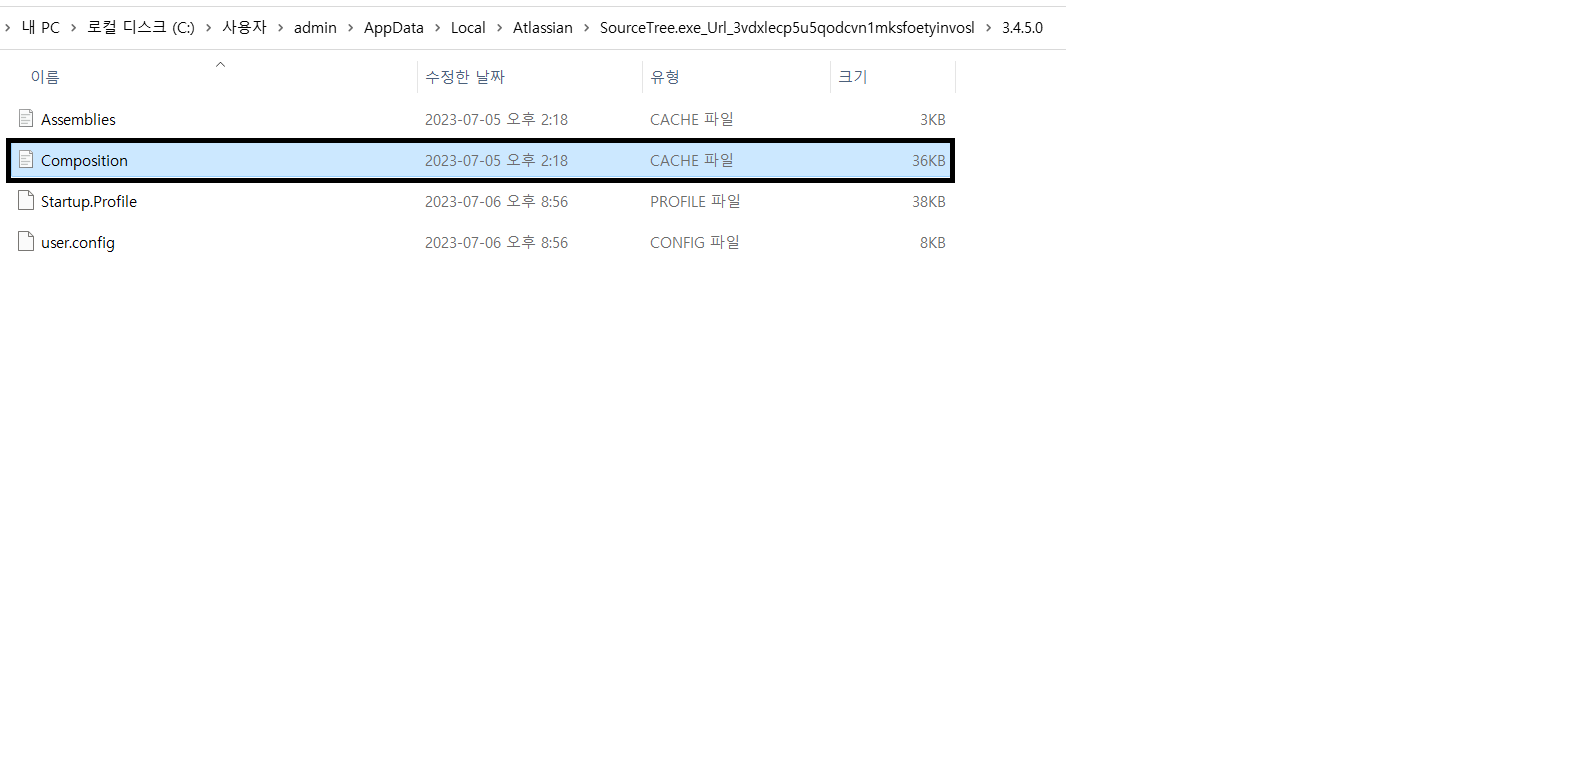 › 내 PC › 로컬 디스크 (C:) › 사용자 › admin › AppData › Local › Atlassian › SourceTree.exe_Url_3vdxlecp5u5qodcvn1mksfoetyinvosl › 3.4.5.0
이름 수정한 날짜 유형 크기
Assemblies 2023-07-05 오후 2:18 CACHE 파일 3KB
Composition 2023-07-05 오후 2:18 CACHE 파일 36KB
Startup.Profile 2023-07-06 오후 8:56 PROFILE 파일 38KB
user.config 2023-07-06 오후 8:56 CONFIG 파일 8KB